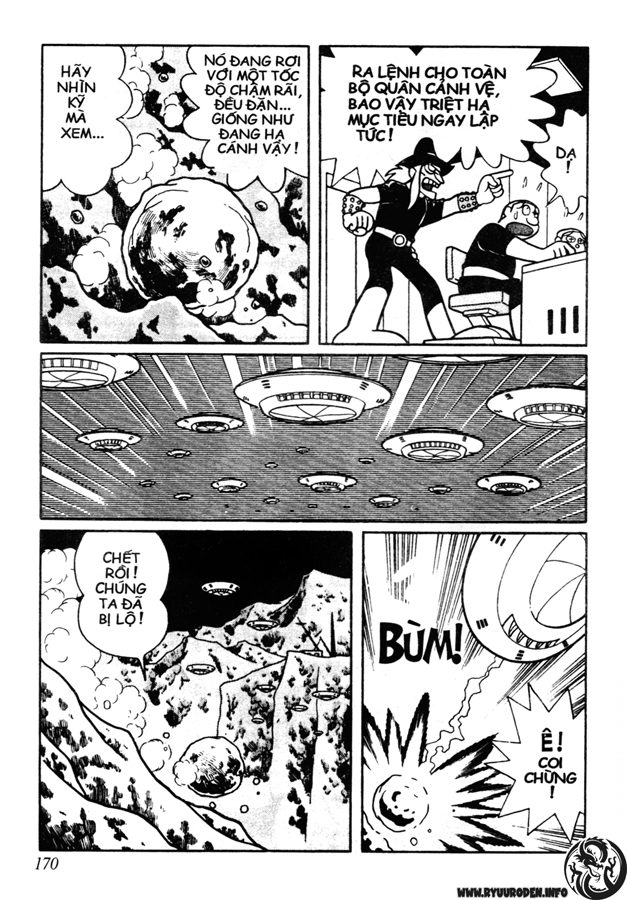 HÃY
NHÌN
KỸ
MÀ
XEM...
NÓ ĐANG RƠI
VỚI MỘT TỐC
ĐỘ CHẬM RÃI,
ĐỀU ĐẶN...
GIỐNG NHƯ
ĐANG HẠ
CÁNH VẬY!
RA LỆNH CHO TOÀN
BỘ QUÂN CẢNH VỆ,
BAO VÂY TRIỆT HẠ
MỤC TIÊU NGAY LẬP
TỨC!
DẠ
!
CHẾT
RỒI!
CHÚNG
TA ĐÃ
BỊ LỘ!
BÙM!
Ê!
COI
CHỪNG
!
170
WWW.RYUURODEN.INFO